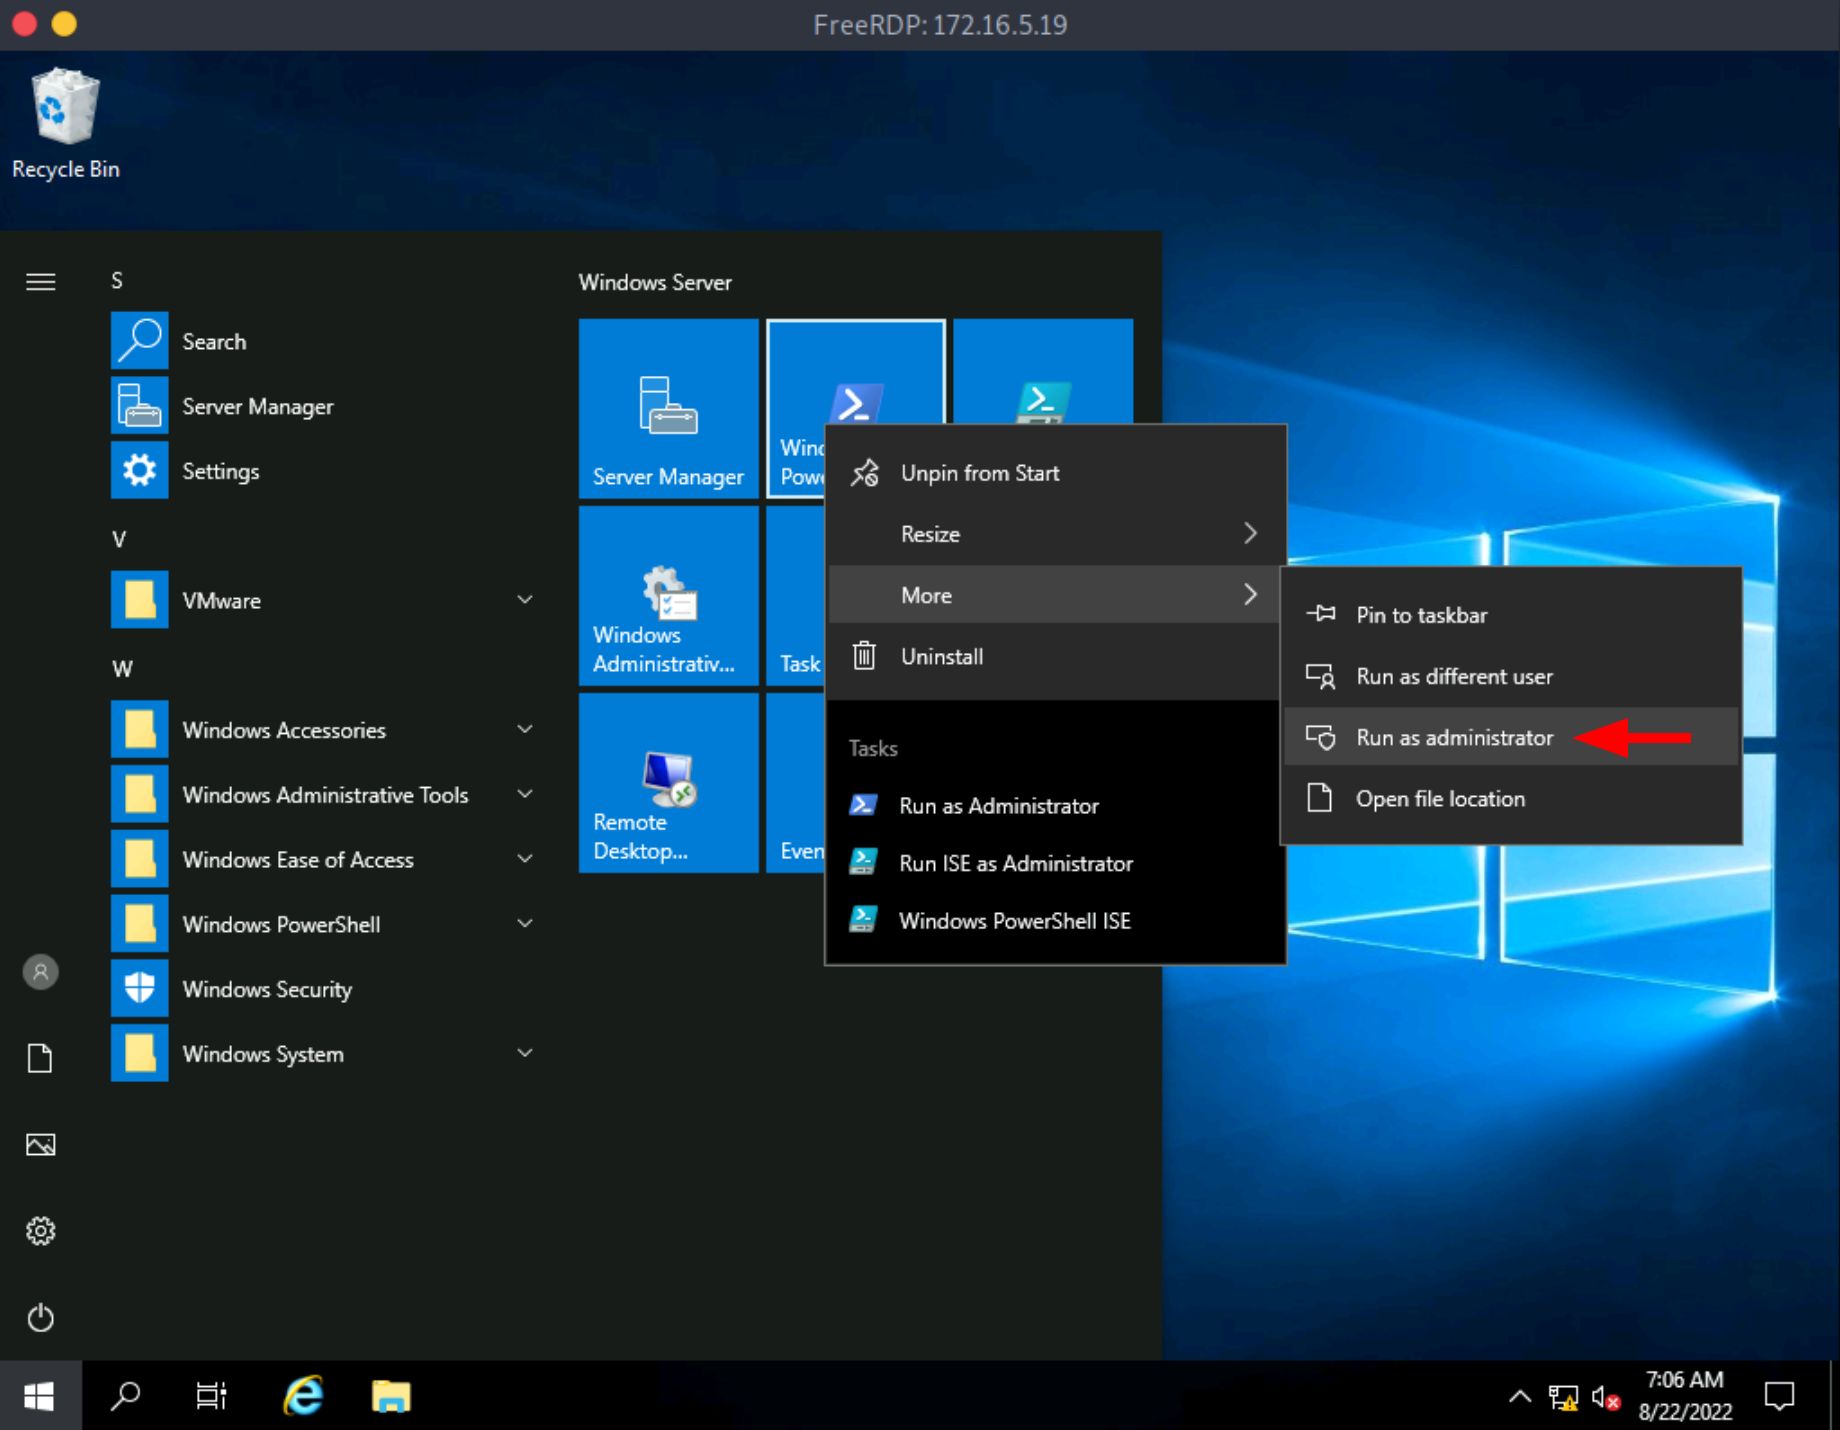 FreeRDP: 172.16.5.19
Recycle Bin
S
Search
Server Manager
Settings
V
VMware
W
Windows Accessories
Windows Administrative Tools
Windows Ease of Access
Windows PowerShell
Windows Security
Windows System
Windows Server
Server Manager
Windows
Administrativ...
Task
Remote
Desktop...
Unpin from Start
Resize
More
Uninstall
Tasks
Run as Administrator
Run ISE as Administrator
Windows PowerShell ISE
Pin to taskbar
Run as different user
Run as administrator
Open file location
7:06 AM
8/22/2022